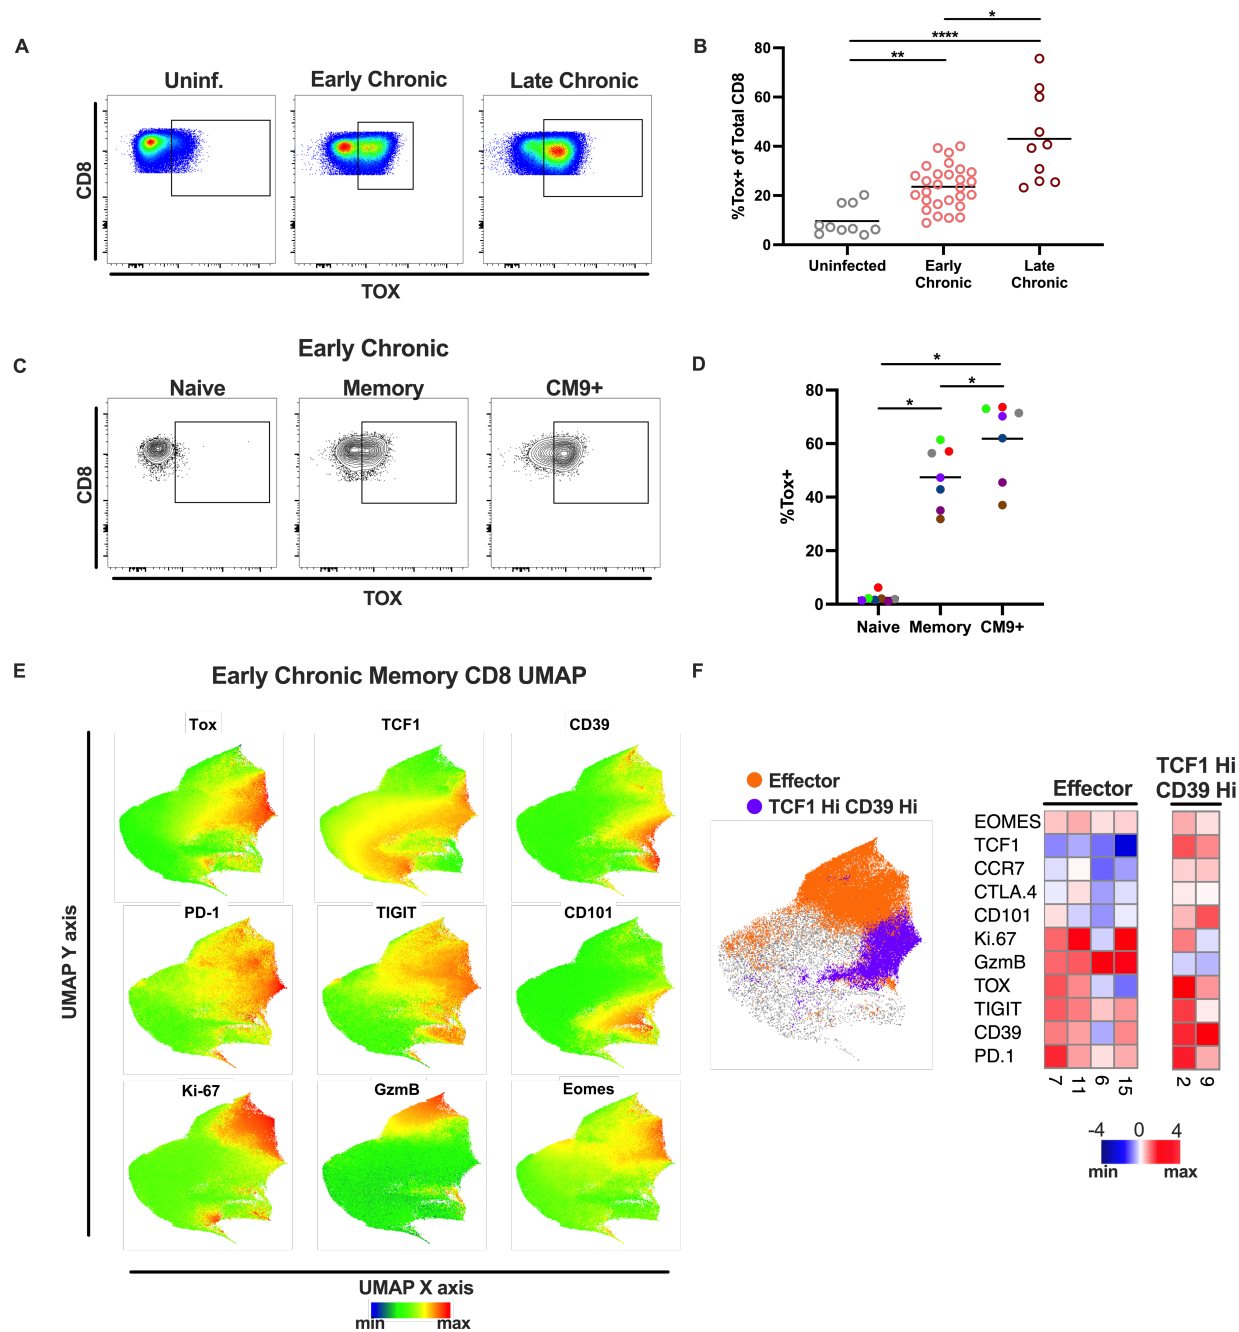 A
Uninf.
Early Chronic
Late Chronic
CD8
TOX
B
%Tox+ of Total CD8
80
60
40
20
0
*
****
**
Uninfected
Early
Chronic
Late
Chronic
C
Early Chronic
Naive
Memory
CM9+
CD8
TOX
D
%Tox+
80
60
40
20
0
*
*
*
Naive
Memory
CM9+
E
Early Chronic Memory CD8 UMAP
Tox
TCF1
CD39
PD-1
TIGIT
CD101
Ki-67
GzmB
Eomes
UMAP Y axis
UMAP X axis
min
max
F
Effector
TCF1 Hi CD39 Hi
Effector
TCF1 Hi
CD39 Hi
EOMES
TCF1
CCR7
CTLA.4
CD101
Ki.67
GzmB
TOX
TIGIT
CD39
PD.1
7 11 6 15 2 9
-4 0 4
min max